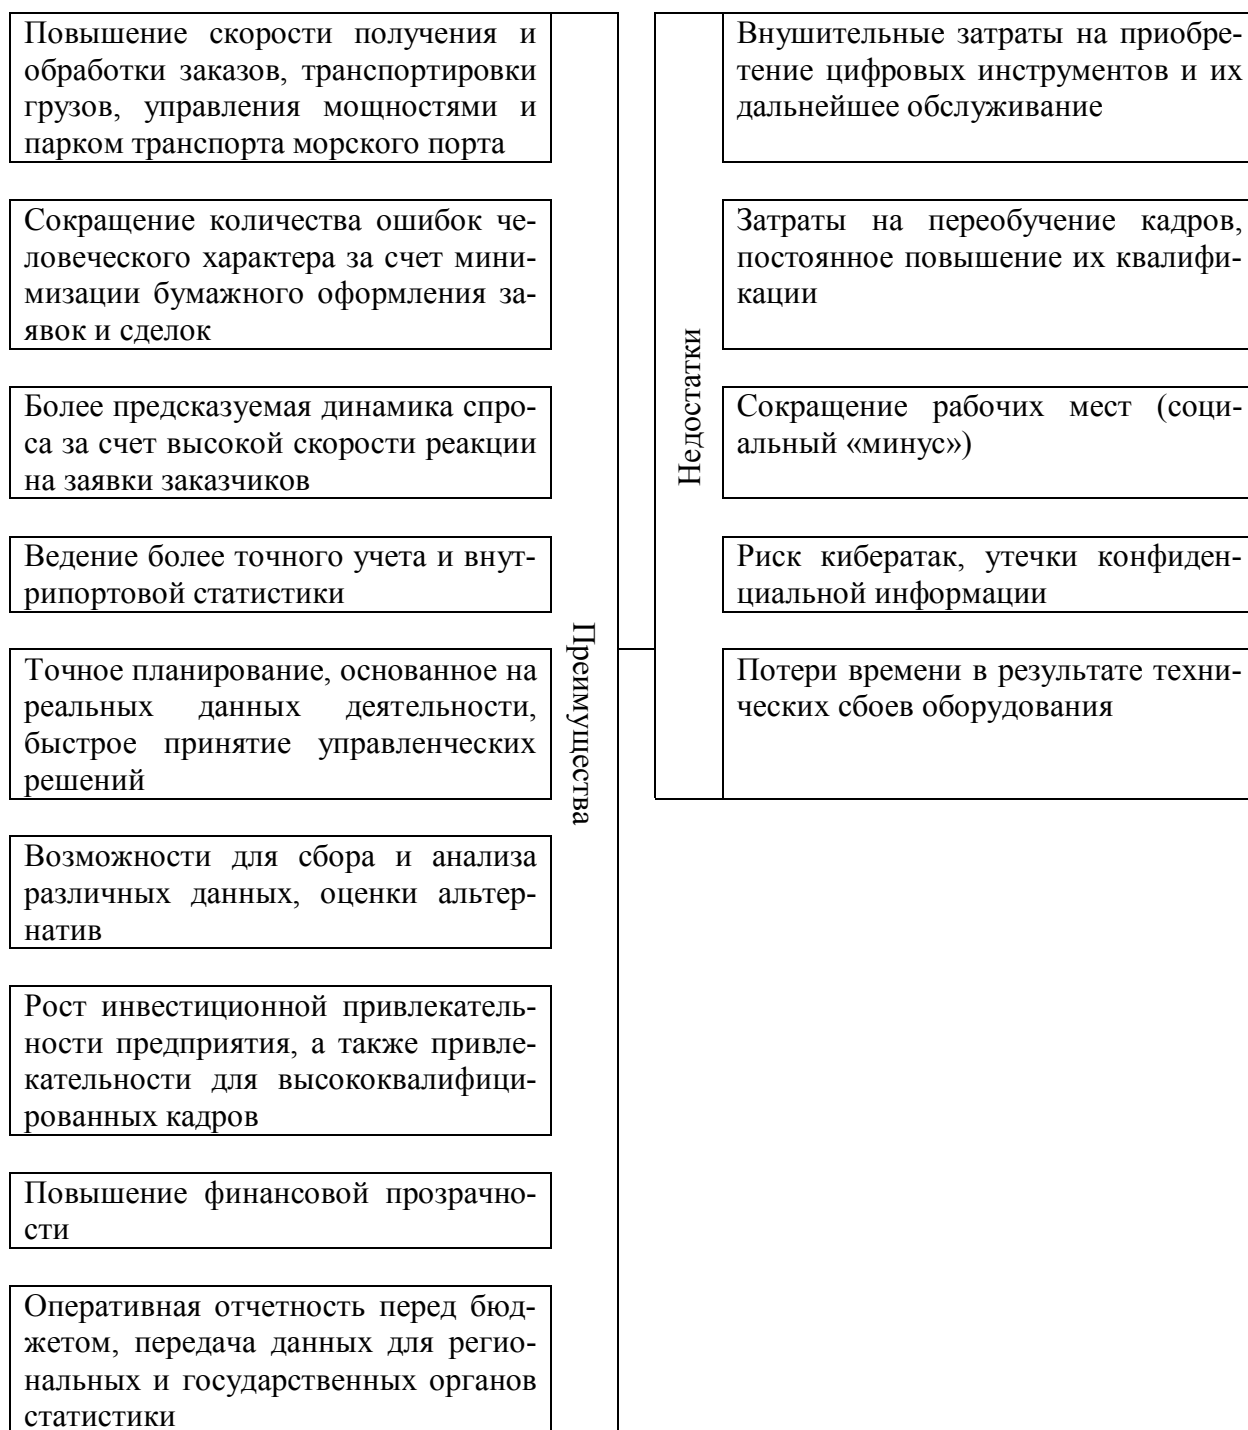 Повышение скорости получения и
обработки заказов, транспортировки
грузов, управления мощностями и
парком транспорта морского порта
Сокращение количества ошибок че-
ловеческого характера за счет мини-
мизации бумажного оформления за-
явок и сделок
Более предсказуемая динамика спро-
са за счет высокой скорости реакции
на заявки заказчиков
Ведение более точного учета и внут-
рипортовой статистики
Точное планирование, основанное на
реальных данных деятельности,
быстрое принятие управленческих
решений
Возможности для сбора и анализа
различных данных, оценки альтер-
натив
Рост инвестиционной привлекатель-
ности предприятия, а также привле-
кательности для высококвалифици-
рованных кадров
Повышение финансовой прозрачно-
сти
Оперативная отчетность перед бюд-
жетом, передача данных для регио-
нальных и государственных органов
статистики
Преимущества
Недостатки
Внушительные затраты на приобре-
тение цифровых инструментов и их
дальнейшее обслуживание
Затраты на переобучение кадров,
постоянное повышение их квалифи-
кации
Сокращение рабочих мест (соци-
альный «минус»)
Риск кибератак, утечки конфиден-
циальной информации
Потери времени в результате техни-
ческих сбоев оборудования